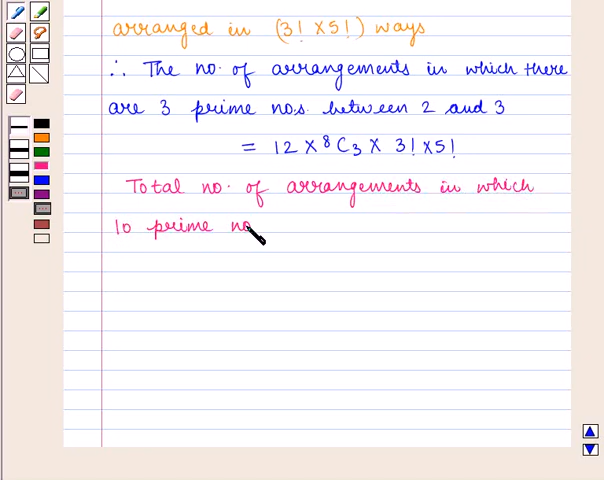 arranged in (3! × 5!) ways
∴ The no. of arrangements in which there
are 3 prime no.s between 2 and 3
= 12 × ⁸C₃ × 3! × 5!
Total no. of arrangements in which
10 prime no